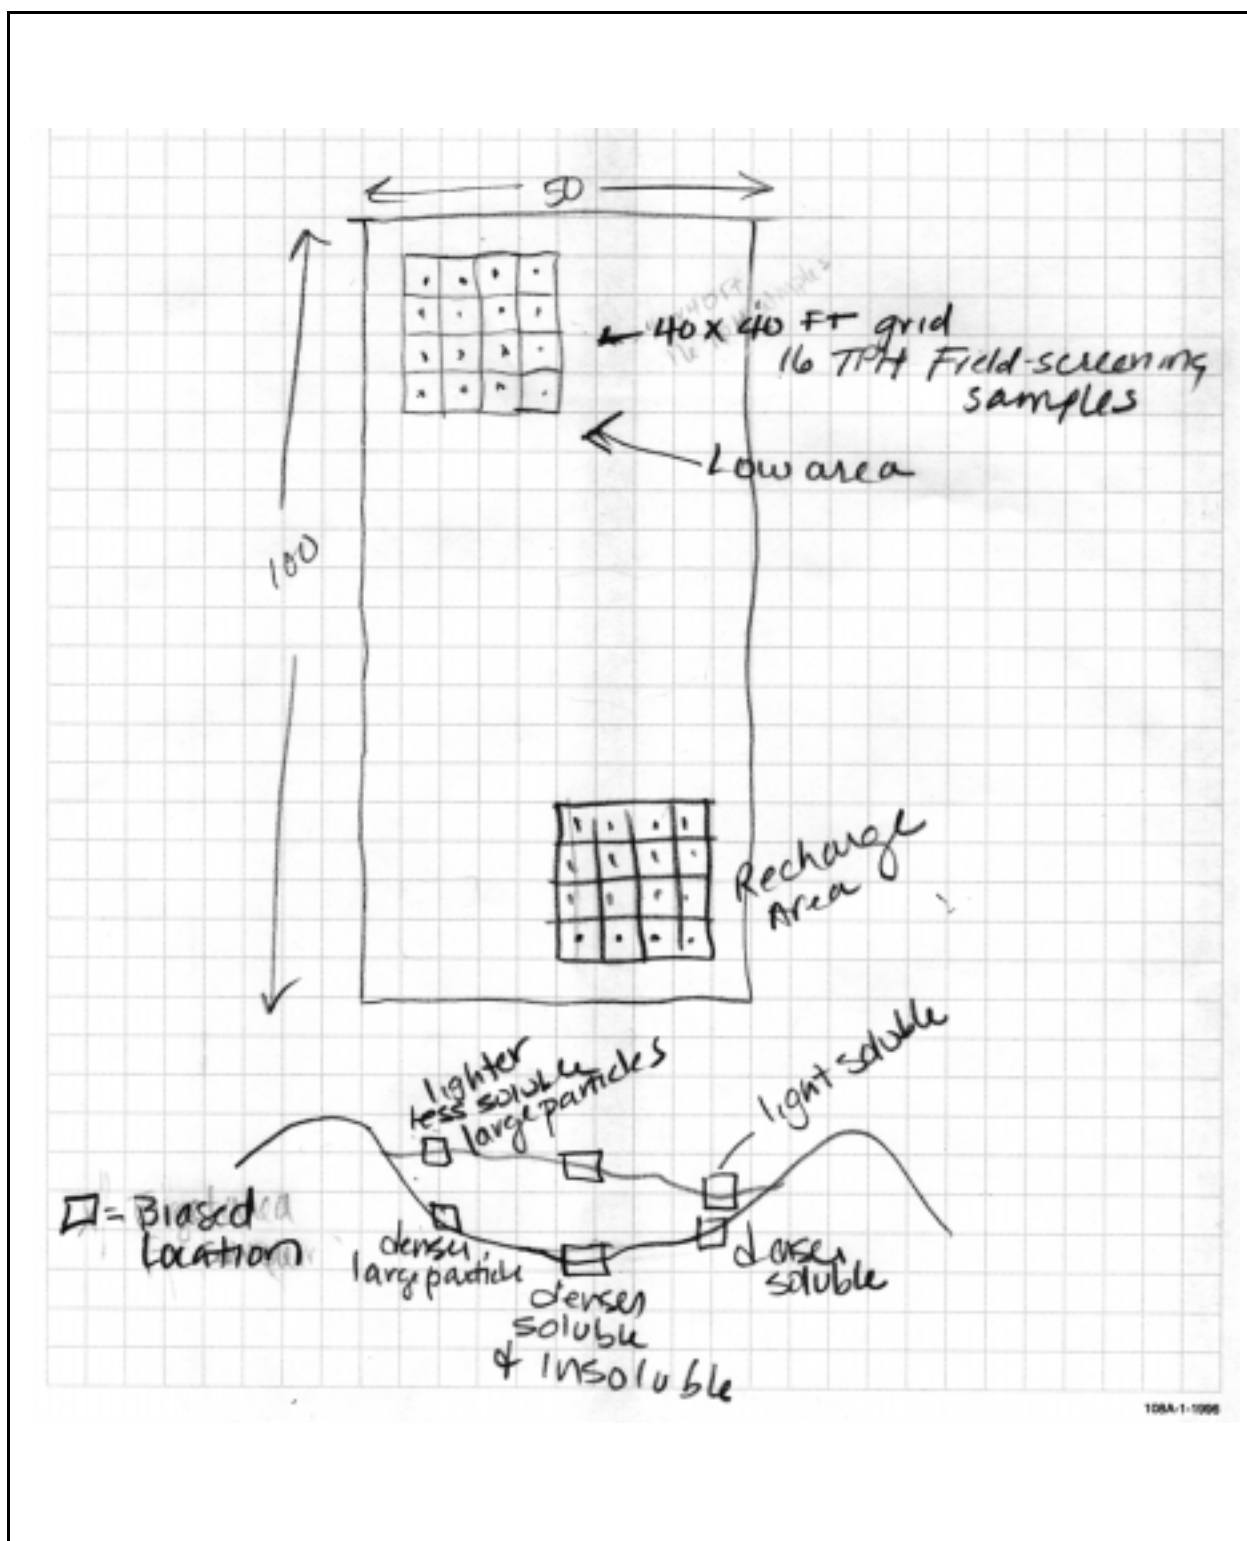 50
40 x 40 FT grid
16 TPH Field-screening
samples
Low area
100
Recharge
Area
lighter
less soluble
large particles
light soluble
= Biased
Location
denser,
large particle
denser
soluble
& insoluble
denser
soluble
108A-1-1996